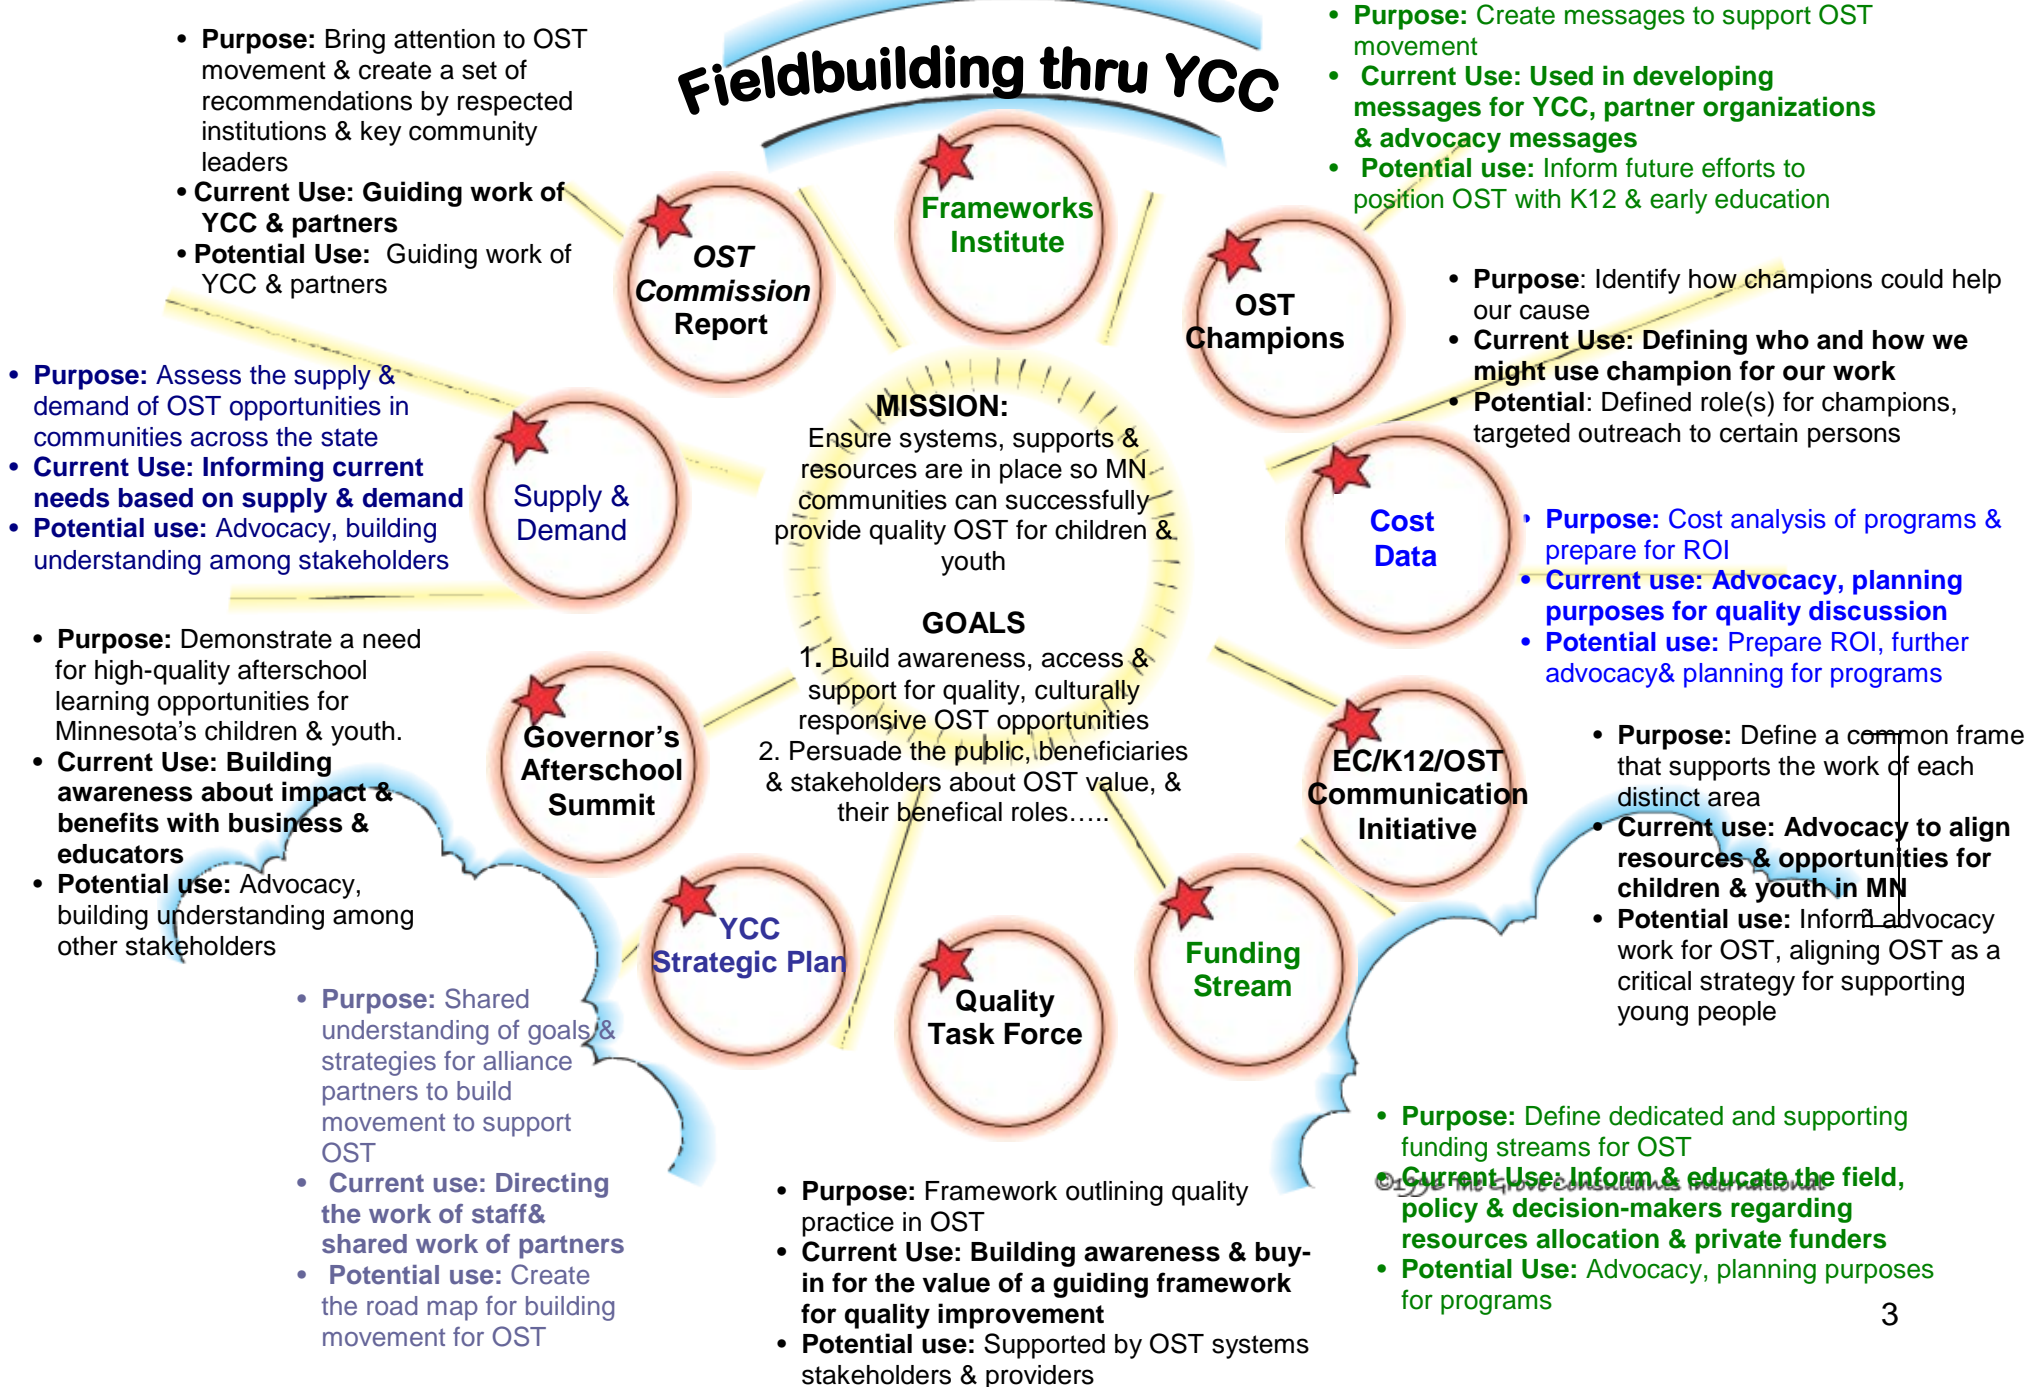 Fieldbuilding thru YCC
• Purpose: Bring attention to OST
movement & create a set of
recommendations by respected
institutions & key community
leaders
• Current Use: Guiding work of
YCC & partners
• Potential Use: Guiding work of
YCC & partners
OST
Commission
Report
Frameworks
Institute
• Purpose: Create messages to support OST
movement
• Current Use: Used in developing
messages for YCC, partner organizations
& advocacy messages
• Potential use: Inform future efforts to
position OST with K12 & early education
OST
Champions
• Purpose: Identify how champions could help
our cause
• Current Use: Defining who and how we
might use champion for our work
• Potential: Defined role(s) for champions,
targeted outreach to certain persons
• Purpose: Assess the supply &
demand of OST opportunities in
communities across the state
• Current Use: Informing current
needs based on supply & demand
• Potential use: Advocacy, building
understanding among stakeholders
Supply &
Demand
MISSION:
Ensure systems, supports &
resources are in place so MN
communities can successfully
provide quality OST for children &
youth
GOALS
1. Build awareness, access &
support for quality, culturally
responsive OST opportunities
2. Persuade the public, beneficiaries
& stakeholders about OST value, &
their benefical roles…..
Cost
Data
• Purpose: Cost analysis of programs &
prepare for ROI
• Current use: Advocacy, planning
purposes for quality discussion
• Potential use: Prepare ROI, further
advocacy& planning for programs
• Purpose: Demonstrate a need
for high-quality afterschool
learning opportunities for
Minnesota's children & youth.
• Current Use: Building
awareness about impact &
benefits with business &
educators
• Potential use: Advocacy,
building understanding among
other stakeholders
Governor's
Afterschool
Summit
EC/K12/OST
Communication
Initiative
• Purpose: Define a common frame
that supports the work of each
distinct area
• Current use: Advocacy to align
resources & opportunities for
children & youth in MN
• Potential use: Inform advocacy
work for OST, aligning OST as a
critical strategy for supporting
young people
YCC
Strategic Plan
• Purpose: Shared
understanding of goals &
strategies for alliance
partners to build
movement to support
OST
• Current use: Directing
the work of staff&
shared work of partners
• Potential use: Create
the road map for building
movement for OST
Quality
Task Force
• Purpose: Framework outlining quality
practice in OST
• Current Use: Building awareness & buy-
in for the value of a guiding framework
for quality improvement
• Potential use: Supported by OST systems
stakeholders & providers
Funding
Stream
• Purpose: Define dedicated and supporting
funding streams for OST
• Current Use: Inform & educate the field,
policy & decision-makers regarding
resources allocation & private funders
• Potential Use: Advocacy, planning purposes
for programs
©1996 The Grove Consultants International
3